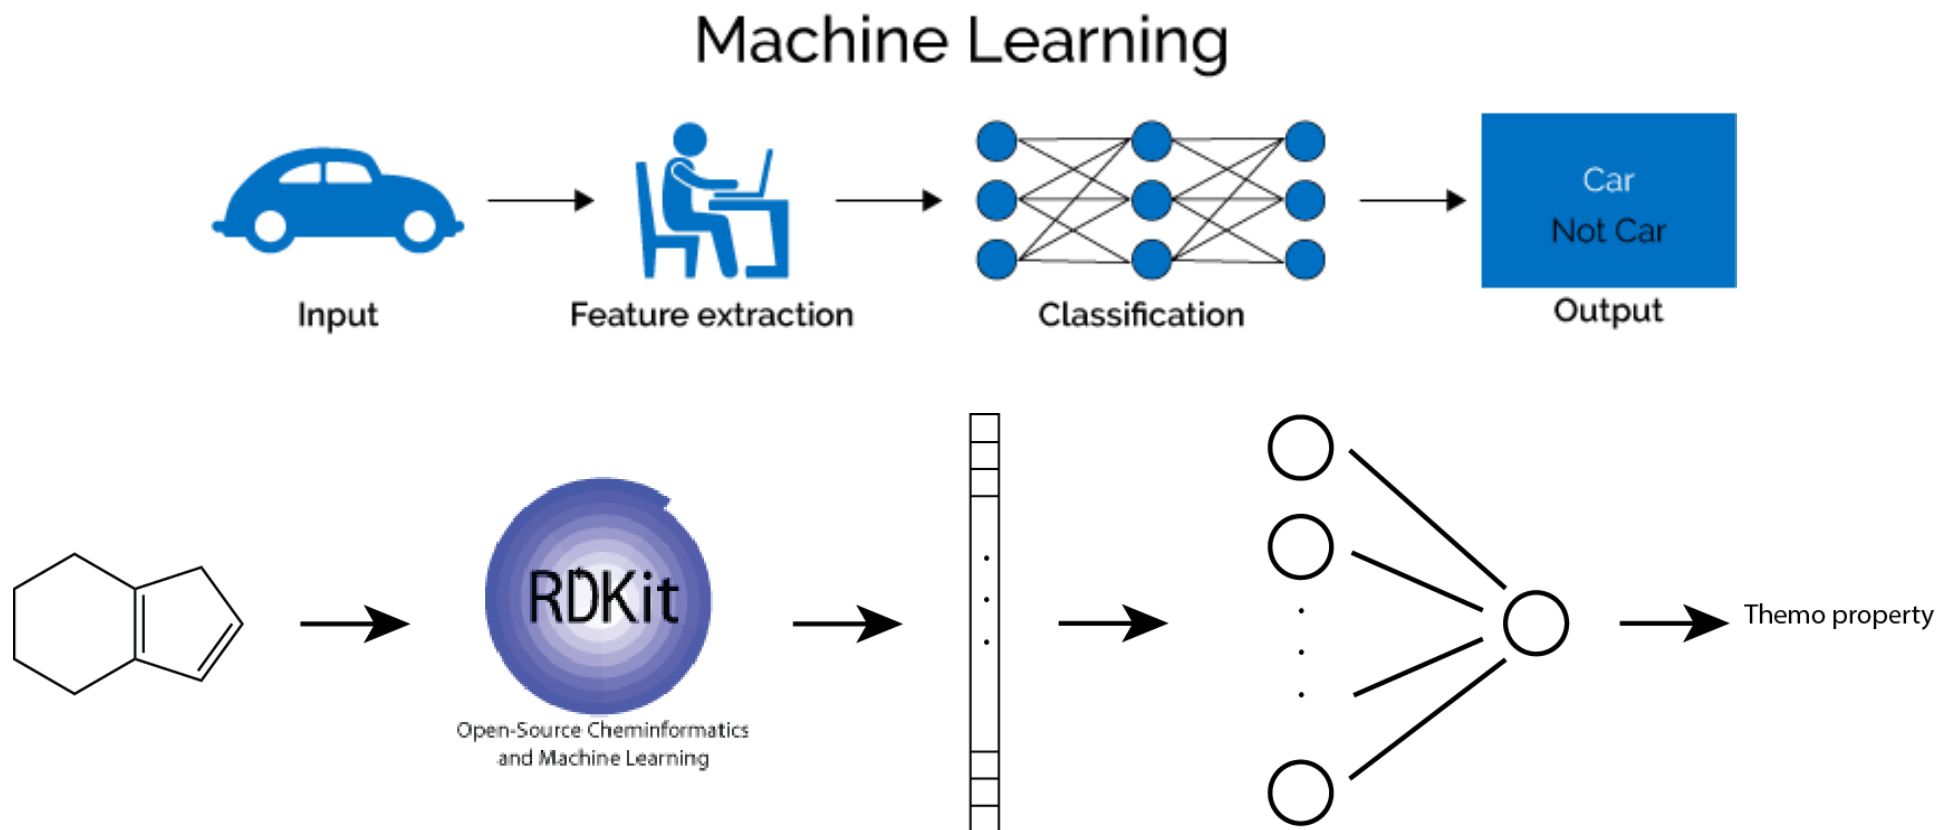 Machine Learning
Input
Feature extraction
Classification
Car
Not Car
Output
RDKit
Open-Source Cheminformatics
and Machine Learning
Themo property